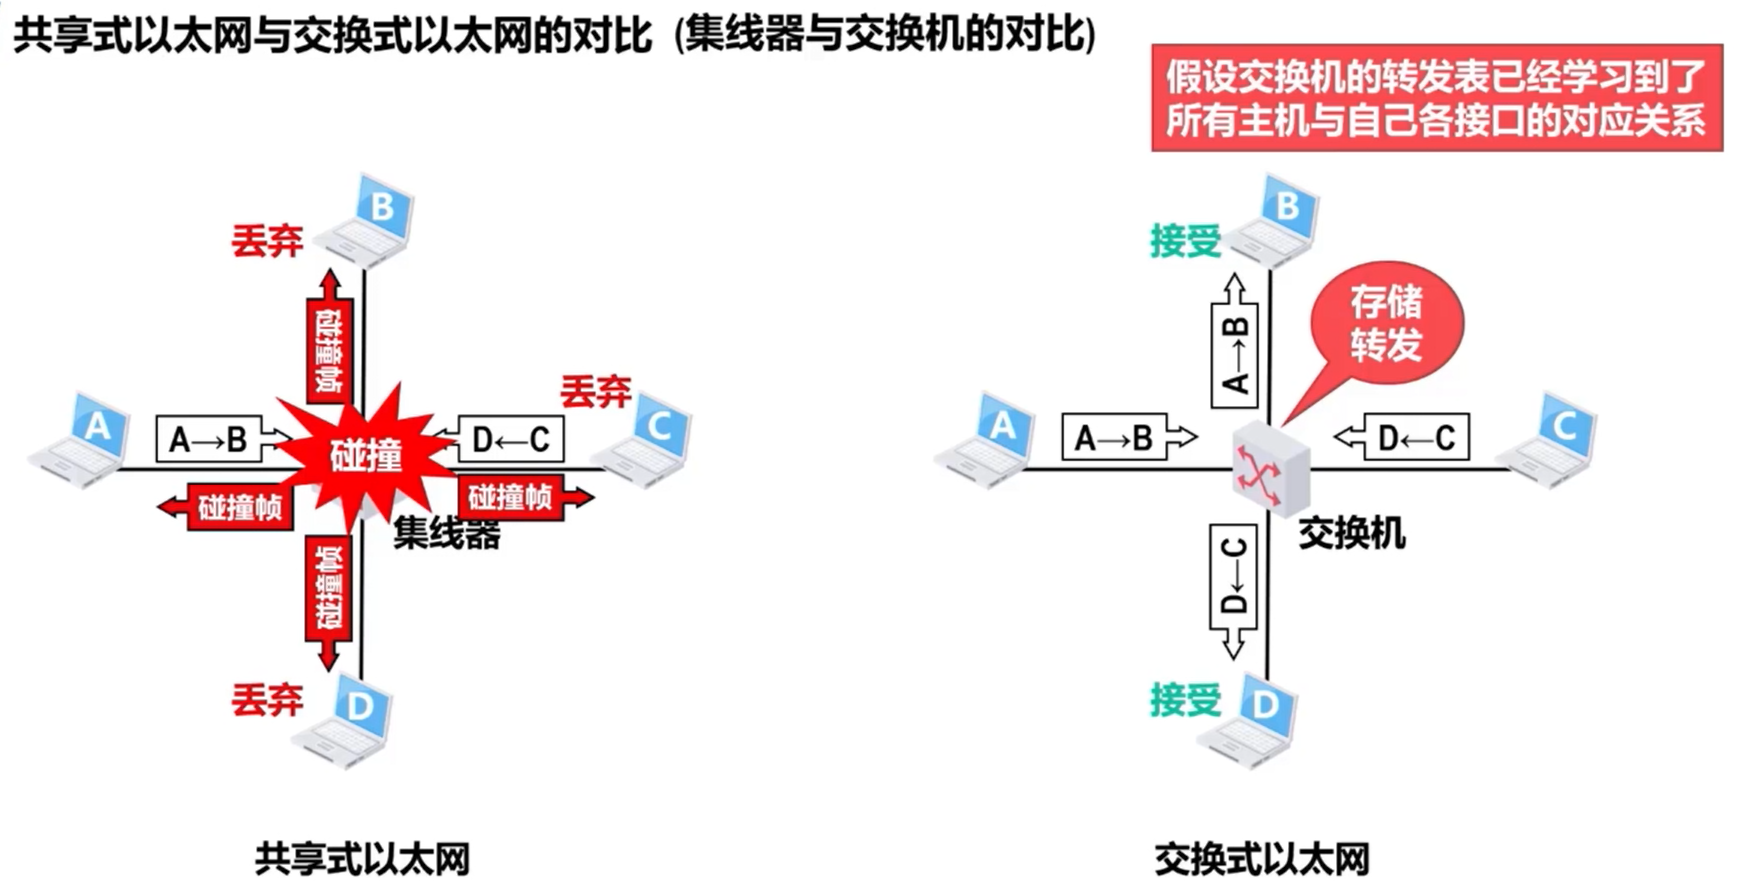 共享式以太网与交换式以太网的对比 (集线器与交换机的对比)
假设交换机的转发表已经学习到了
所有主机与自己各接口的对应关系
B
丢弃
碰撞帧
A
A→B
碰撞
D←C
丢弃
C
碰撞帧
碰撞帧
集线器
碰撞帧
丢弃
D
共享式以太网
B
接受
存储
转发
A→B
A
A→B
D←C
C
交换机
D←C
接受
D
交换式以太网